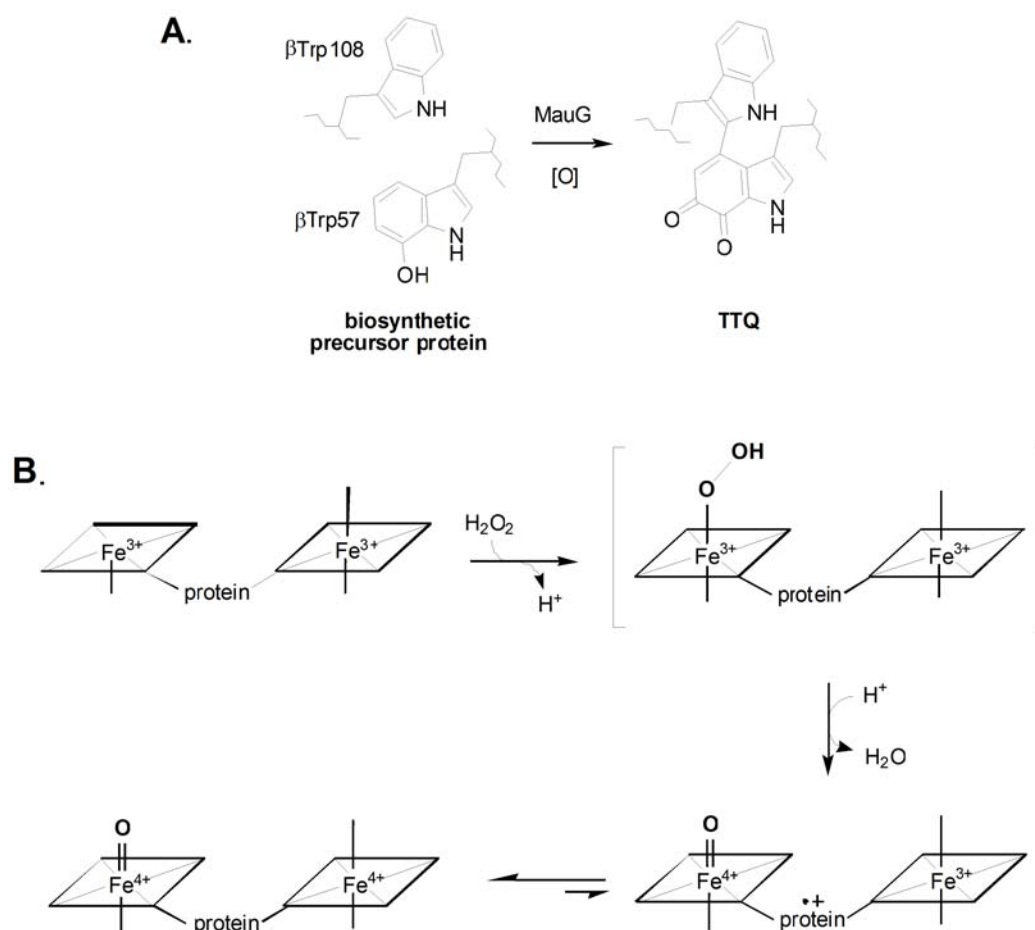 A.
βTrp108
NH
MauG
[O]
NH
βTrp57
N
H
OH
O
O
N
H
biosynthetic
precursor protein
TTQ
B.
OH
O
Fe3+
Fe3+
protein
H2O2
H+
Fe3+
Fe3+
protein
H+
H2O
O
Fe4+
Fe4+
protein
O
Fe4+
Fe3+
•+
protein